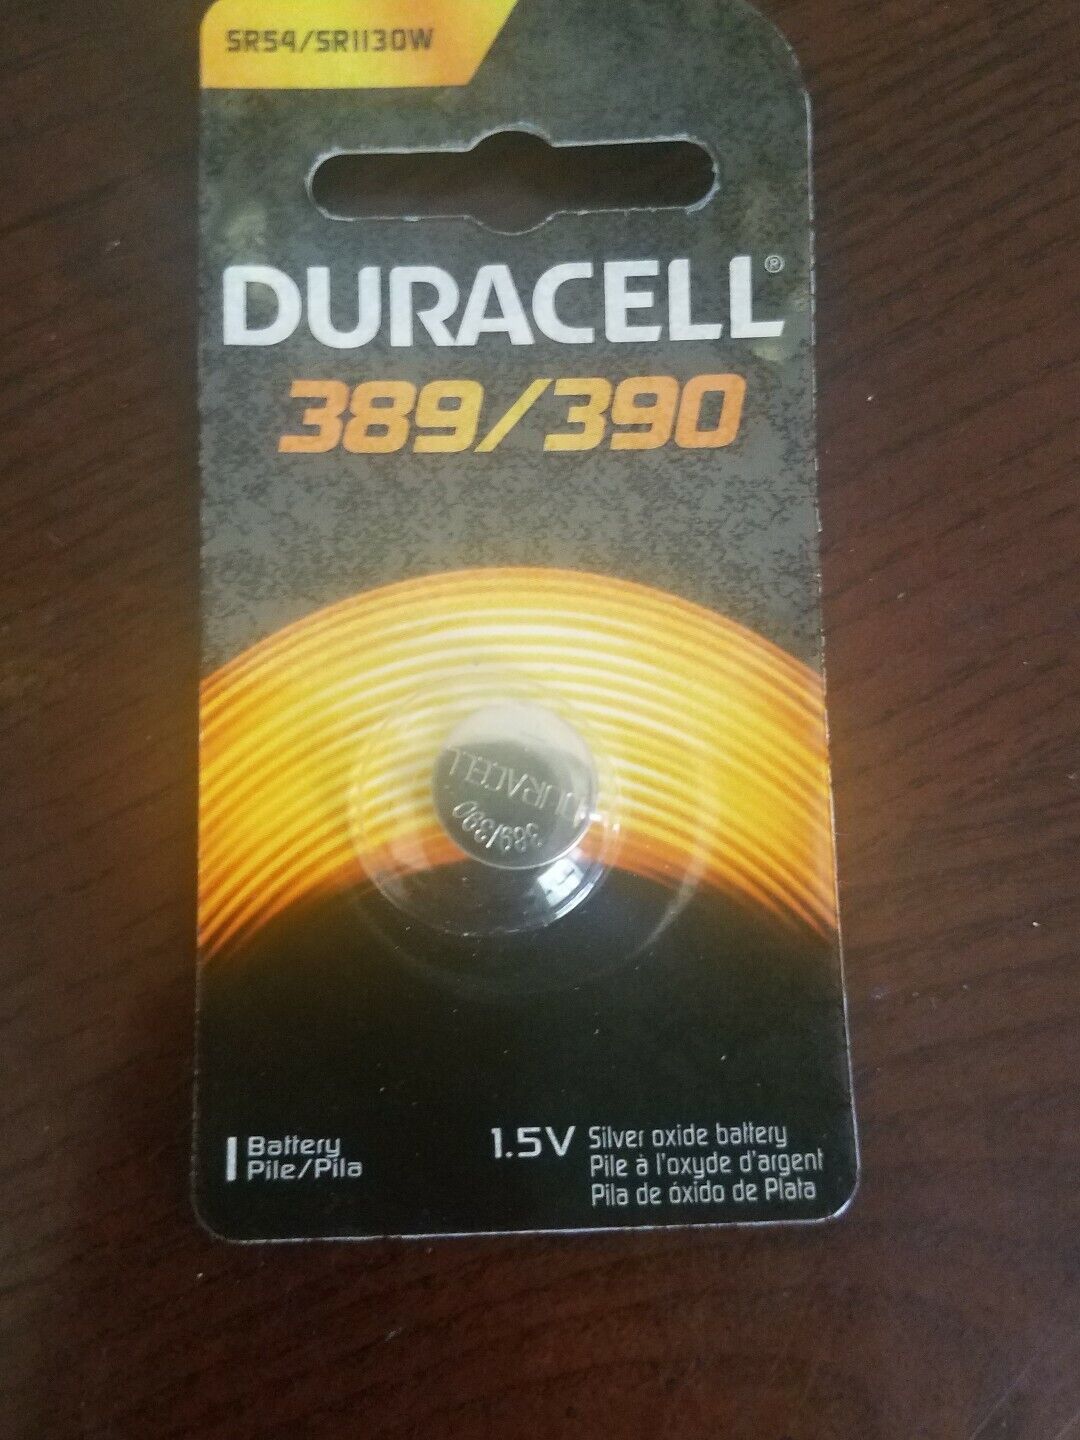 SR54/SR1130W
DURACELL®
389/390
DURACELL
389/390
1 Battery
Pile/Pila
1.5V Silver oxide battery
Pile à l'oxyde d'argent
Pila de óxido de Plata